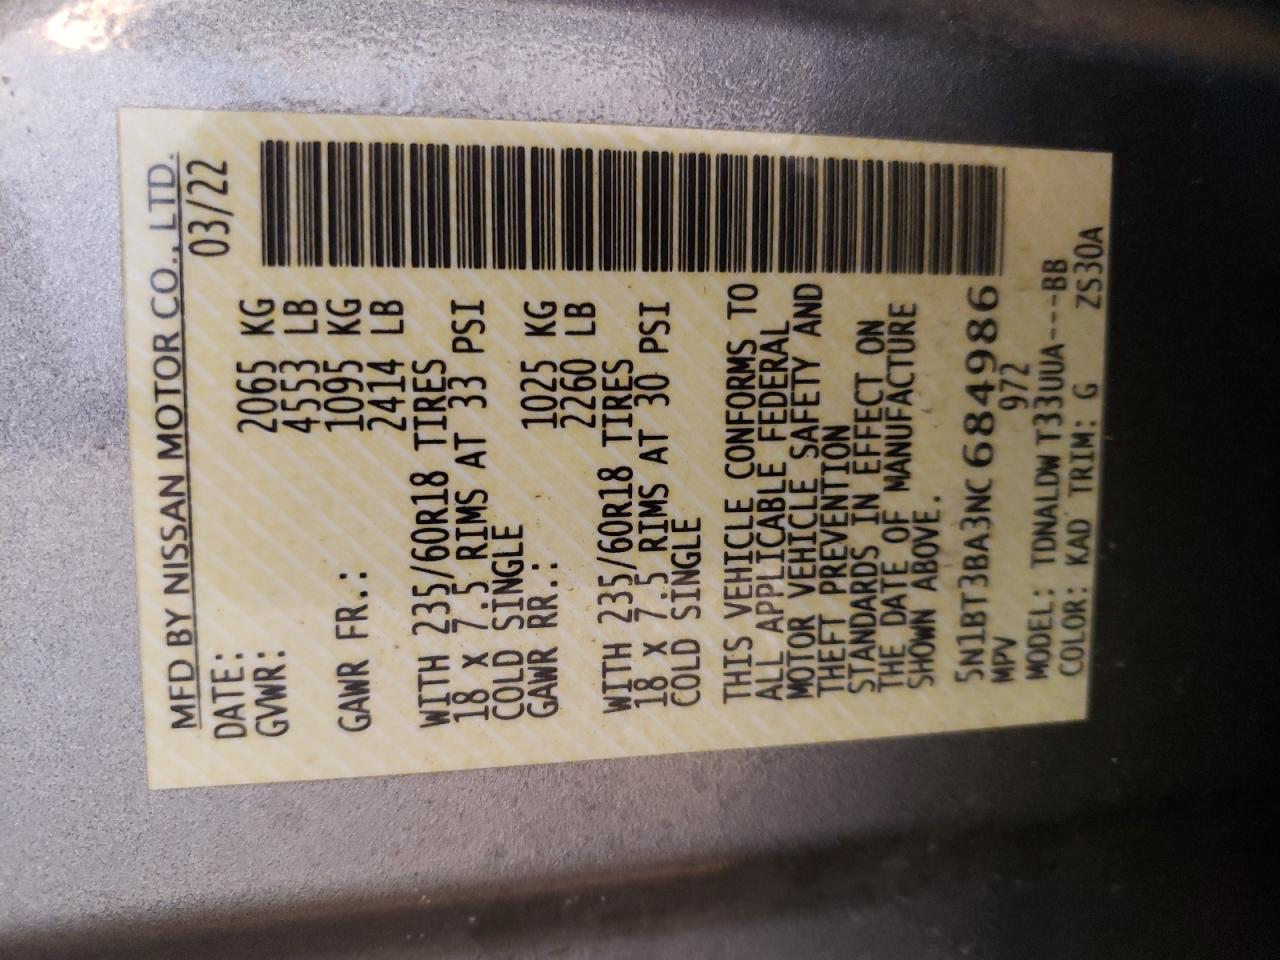 MFD BY NISSAN MOTOR CO., LTD.
DATE: 03/22
GVWR: 2065 KG
4553 LB
GAWR FR.: 1095 KG
2414 LB
WITH 235/60R18 TIRES
18 X 7.5 RIMS AT 33 PSI
COLD SINGLE
GAWR RR.: 1025 KG
2260 LB
WITH 235/60R18 TIRES
18 X 7.5 RIMS AT 30 PSI
COLD SINGLE
THIS VEHICLE CONFORMS TO
ALL APPLICABLE FEDERAL
MOTOR VEHICLE SAFETY AND
THEFT PREVENTION
STANDARDS IN EFFECT ON
THE DATE OF MANUFACTURE
SHOWN ABOVE.
5N1BT3BA3NC684986
MPV 972
MODEL: TDNALDW T33UUA---BB
COLOR: KAD TRIM: G ZS30A